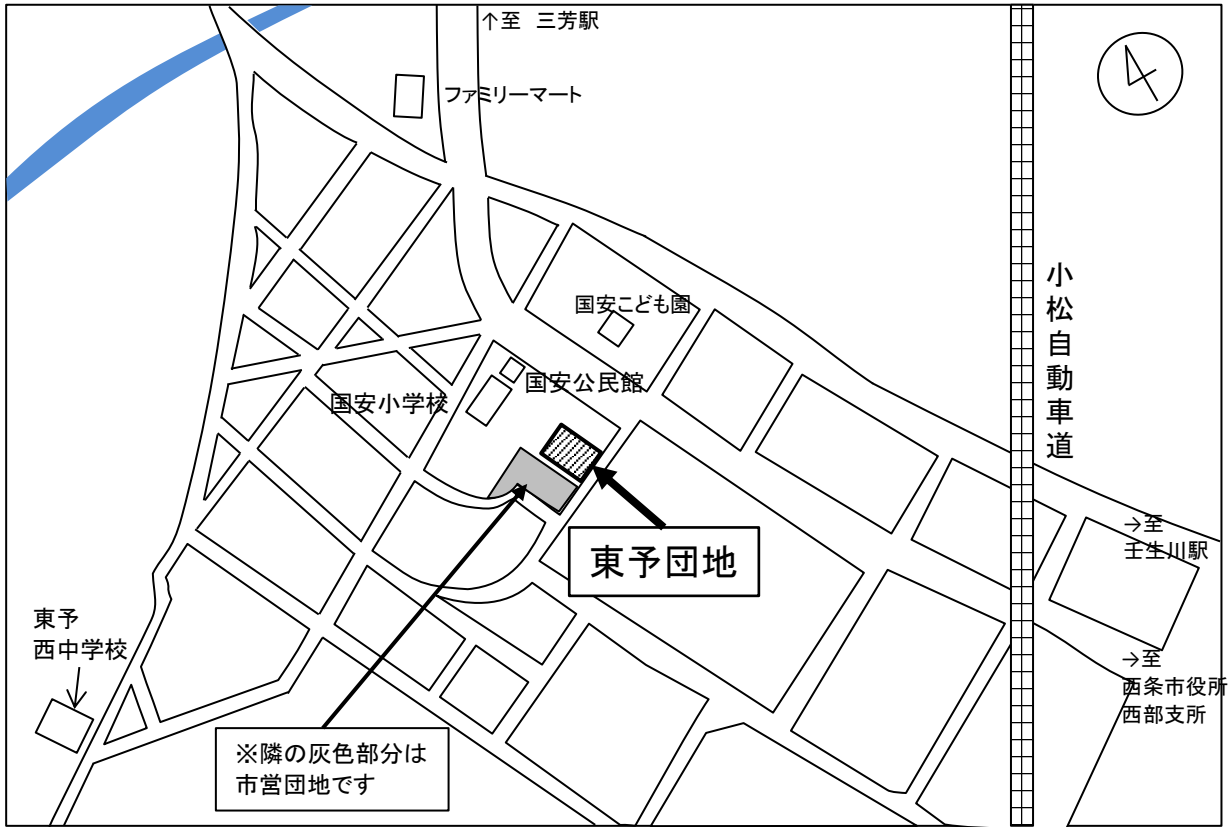 ↑至 三芳駅
ファミリーマート
国安こども園
小松自動車道
国安公民館
国安小学校
→至
壬生川駅
東予団地
東予
西中学校
→至
西条市役所
西部支所
※隣の灰色部分は
市営団地です